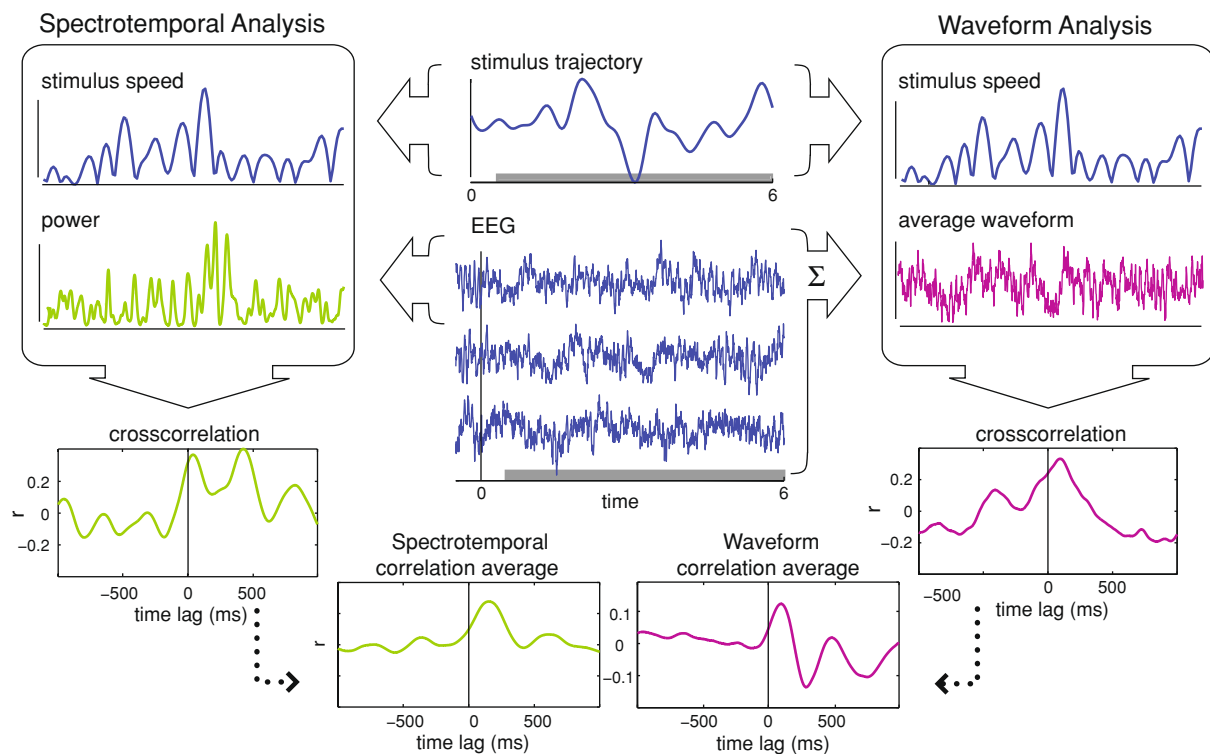 Spectrotemporal Analysis
Waveform Analysis
stimulus speed
stimulus trajectory
stimulus speed
0
6
power
EEG
average waveform
Σ
0
time
6
crosscorrelation
crosscorrelation
r
0.2
0
−0.2
−500
0
500
time lag (ms)
r
0.2
0
−0.2
−500
0
500
time lag (ms)
Spectrotemporal
correlation average
Waveform
correlation average
r
0.1
0
−0.1
−500
0
500
time lag (ms)
−500
0
500
time lag (ms)